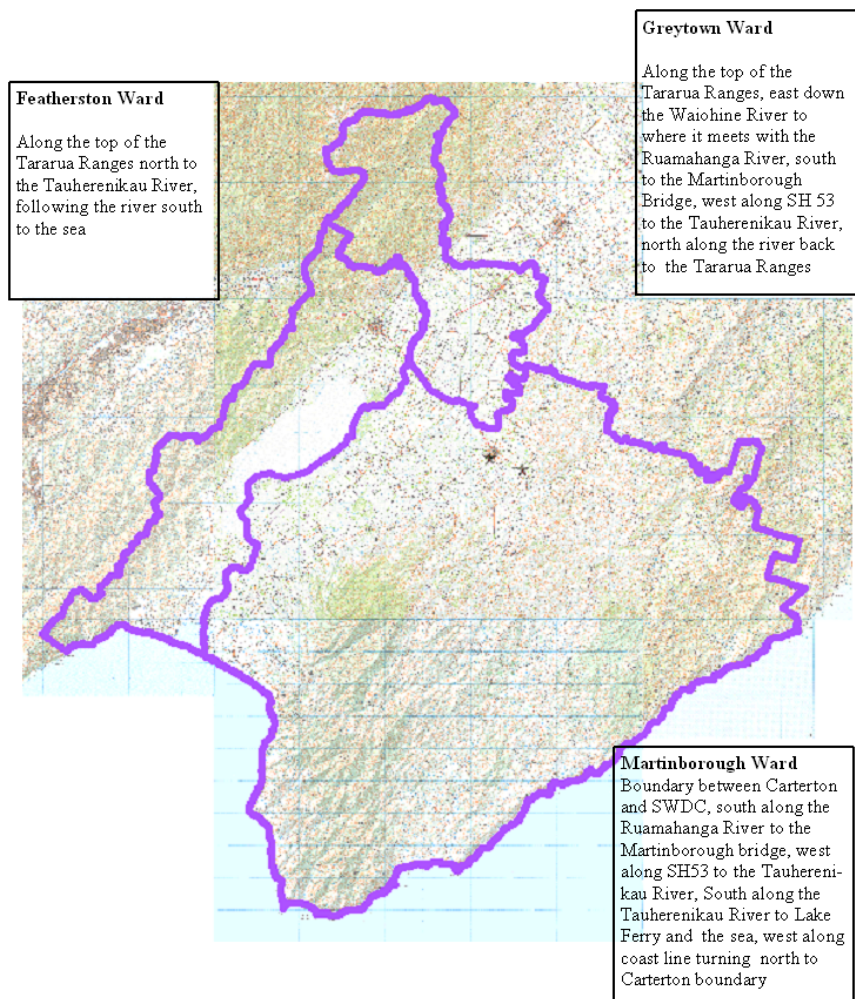 Featherston Ward
Along the top of the
Tararua Ranges north to
the Tauherenikau River,
following the river south
to the sea
Greytown Ward
Along the top of the
Tararua Ranges, east down
the Waiohine River to
where it meets with the
Ruamahanga River, south
to the Martinborough
Bridge, west along SH 53
to the Tauherenikau River,
north along the river back
to the Tararua Ranges
Martinborough Ward
Boundary between Carterton
and SWDC, south along the
Ruamahanga River to the
Martinborough bridge, west
along SH53 to the Tauhereni-
kau River, South along the
Tauherenikau River to Lake
Ferry and the sea, west along
coast line turning north to
Carterton boundary